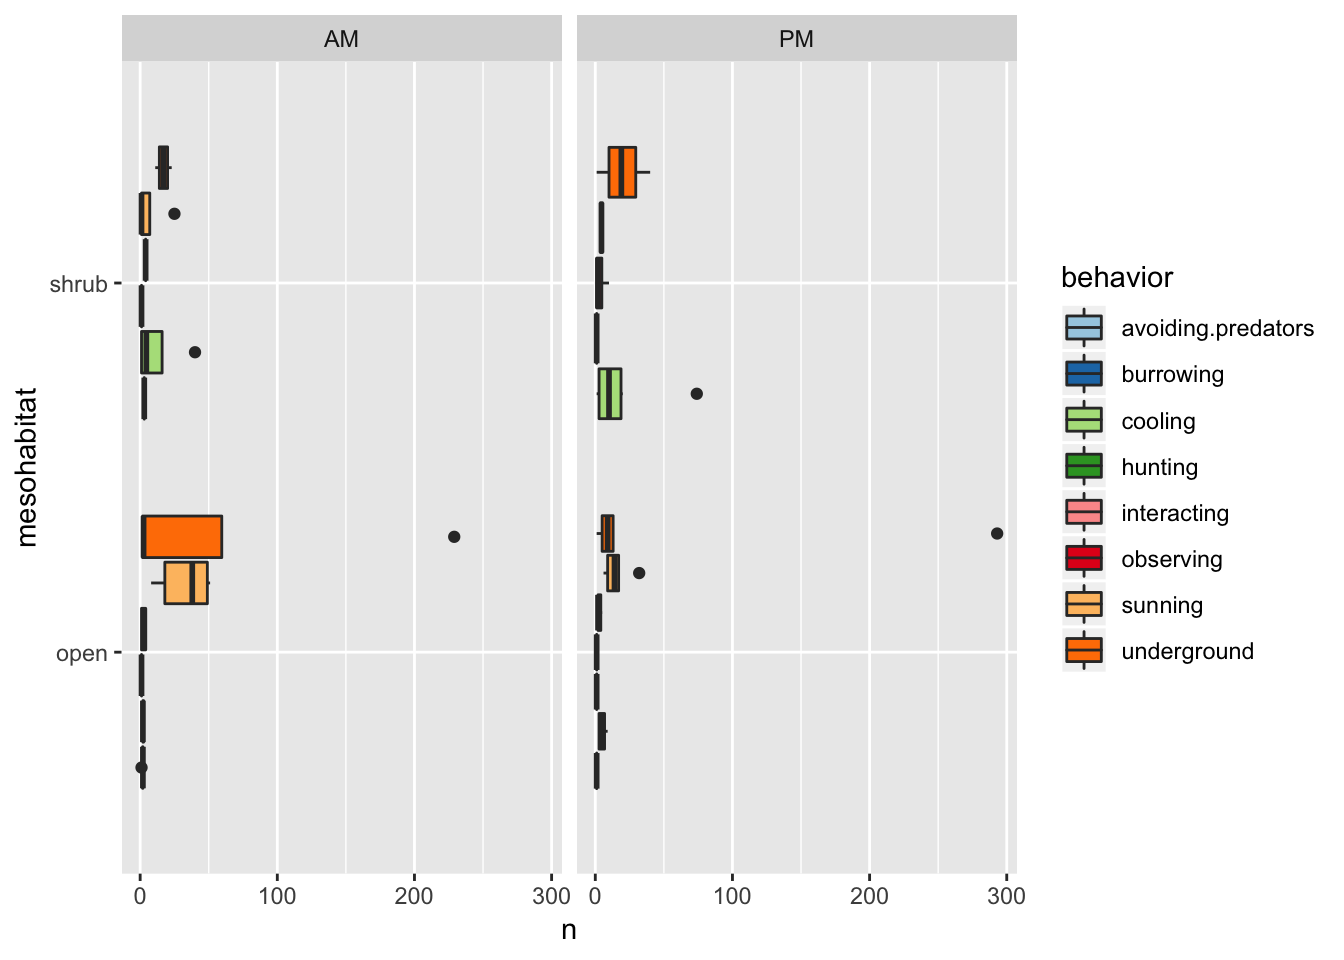 AM
PM
shrub
open
mesohabitat
0
100
200
300
0
100
200
300
n
behavior
avoiding.predators
burrowing
cooling
hunting
interacting
observing
sunning
underground